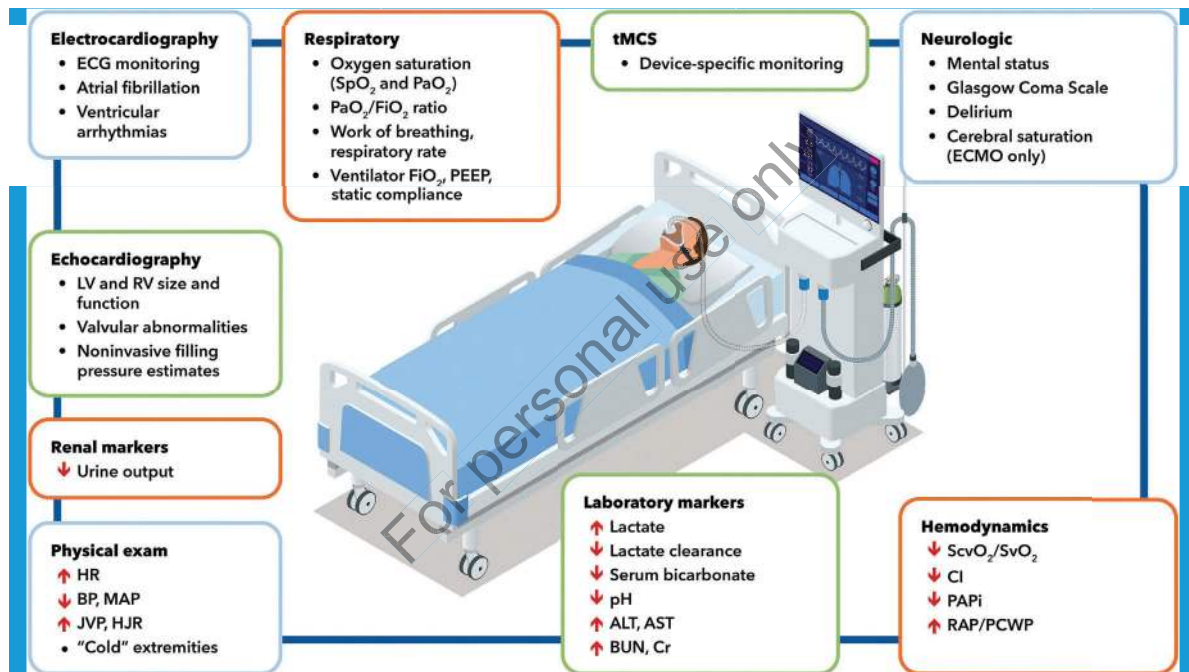 Electrocardiography
• ECG monitoring
• Atrial fibrillation
• Ventricular
arrhythmias
Respiratory
• Oxygen saturation
(SpO₂ and PaO₂)
• PaO₂/FiO₂ ratio
• Work of breathing,
respiratory rate
• Ventilator FiO₂, PEEP,
static compliance
tMCS
• Device-specific monitoring
Neurologic
• Mental status
• Glasgow Coma Scale
• Delirium
• Cerebral saturation
(ECMO only)
Echocardiography
• LV and RV size and
function
• Valvular abnormalities
• Noninvasive filling
pressure estimates
Renal markers
↓ Urine output
Physical exam
↑ HR
↓ BP, MAP
↑ JVP, HJR
• “Cold” extremities
Laboratory markers
↑ Lactate
↓ Lactate clearance
↓ Serum bicarbonate
↓ pH
↑ ALT, AST
↑ BUN, Cr
Hemodynamics
↓ ScvO₂/SvO₂
↓ CI
↓ PAPi
↑ RAP/PCWP
For personal use only